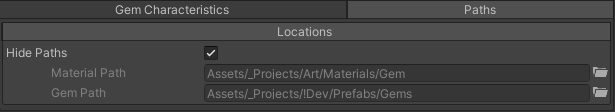 Gem Characteristics Paths
Locations
Hide Paths
Material Path Assets/_Projects/Art/Materials/Gem
Gem Path Assets/_Projects/!Dev/Prefabs/Gems